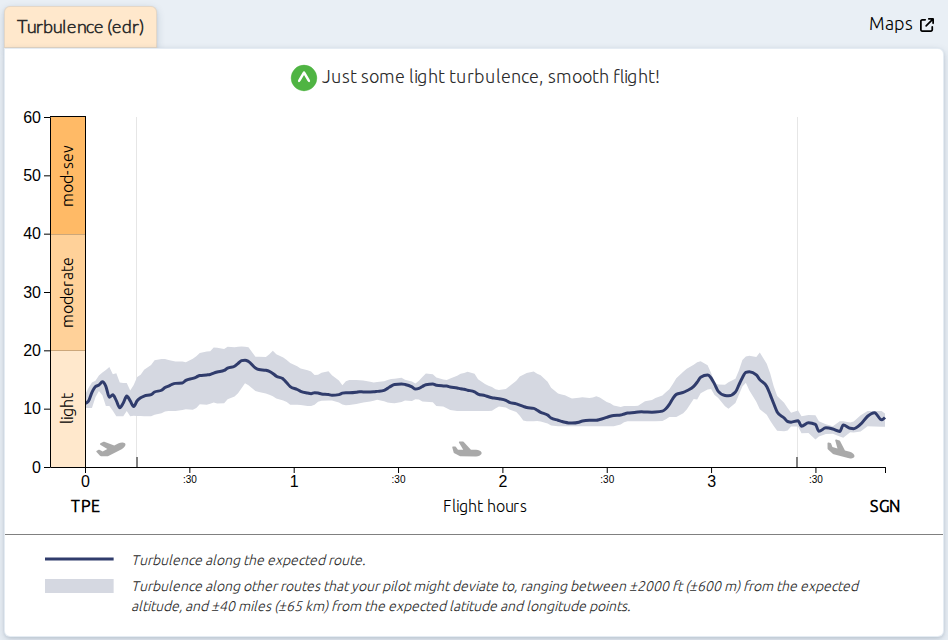 Turbulence (edr)
Maps
Just some light turbulence, smooth flight!
60
50
40
30
20
10
0
mod-sev
moderate
light
0 :30 1 :30 2 :30 3 :30
TPE Flight hours SGN
Turbulence along the expected route.
Turbulence along other routes that your pilot might deviate to, ranging between ±2000 ft (±600 m) from the expected
altitude, and ±40 miles (±65 km) from the expected latitude and longitude points.